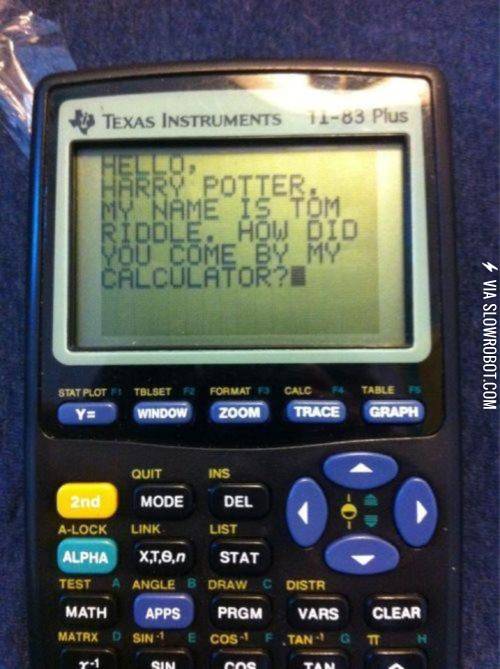 TEXAS INSTRUMENTS TI-83 Plus
HELLO,
HARRY POTTER.
MY NAME IS TOM
RIDDLE. HOW DID
YOU COME BY MY
CALCULATOR?
STAT PLOT F1 TBLSET F2 FORMAT F3 CALC F4 TABLE F5
Y= WINDOW ZOOM TRACE GRAPH
QUIT INS
2nd MODE DEL
A-LOCK LINK LIST
ALPHA X,T,Θ,n STAT
TEST A ANGLE B DRAW C DISTR
MATH APPS PRGM VARS CLEAR
MATRX D SIN⁻¹ E COS⁻¹ F TAN⁻¹ G π H
x⁻¹ SIN COS TAN ^
VIA SLOWROBOT.COM